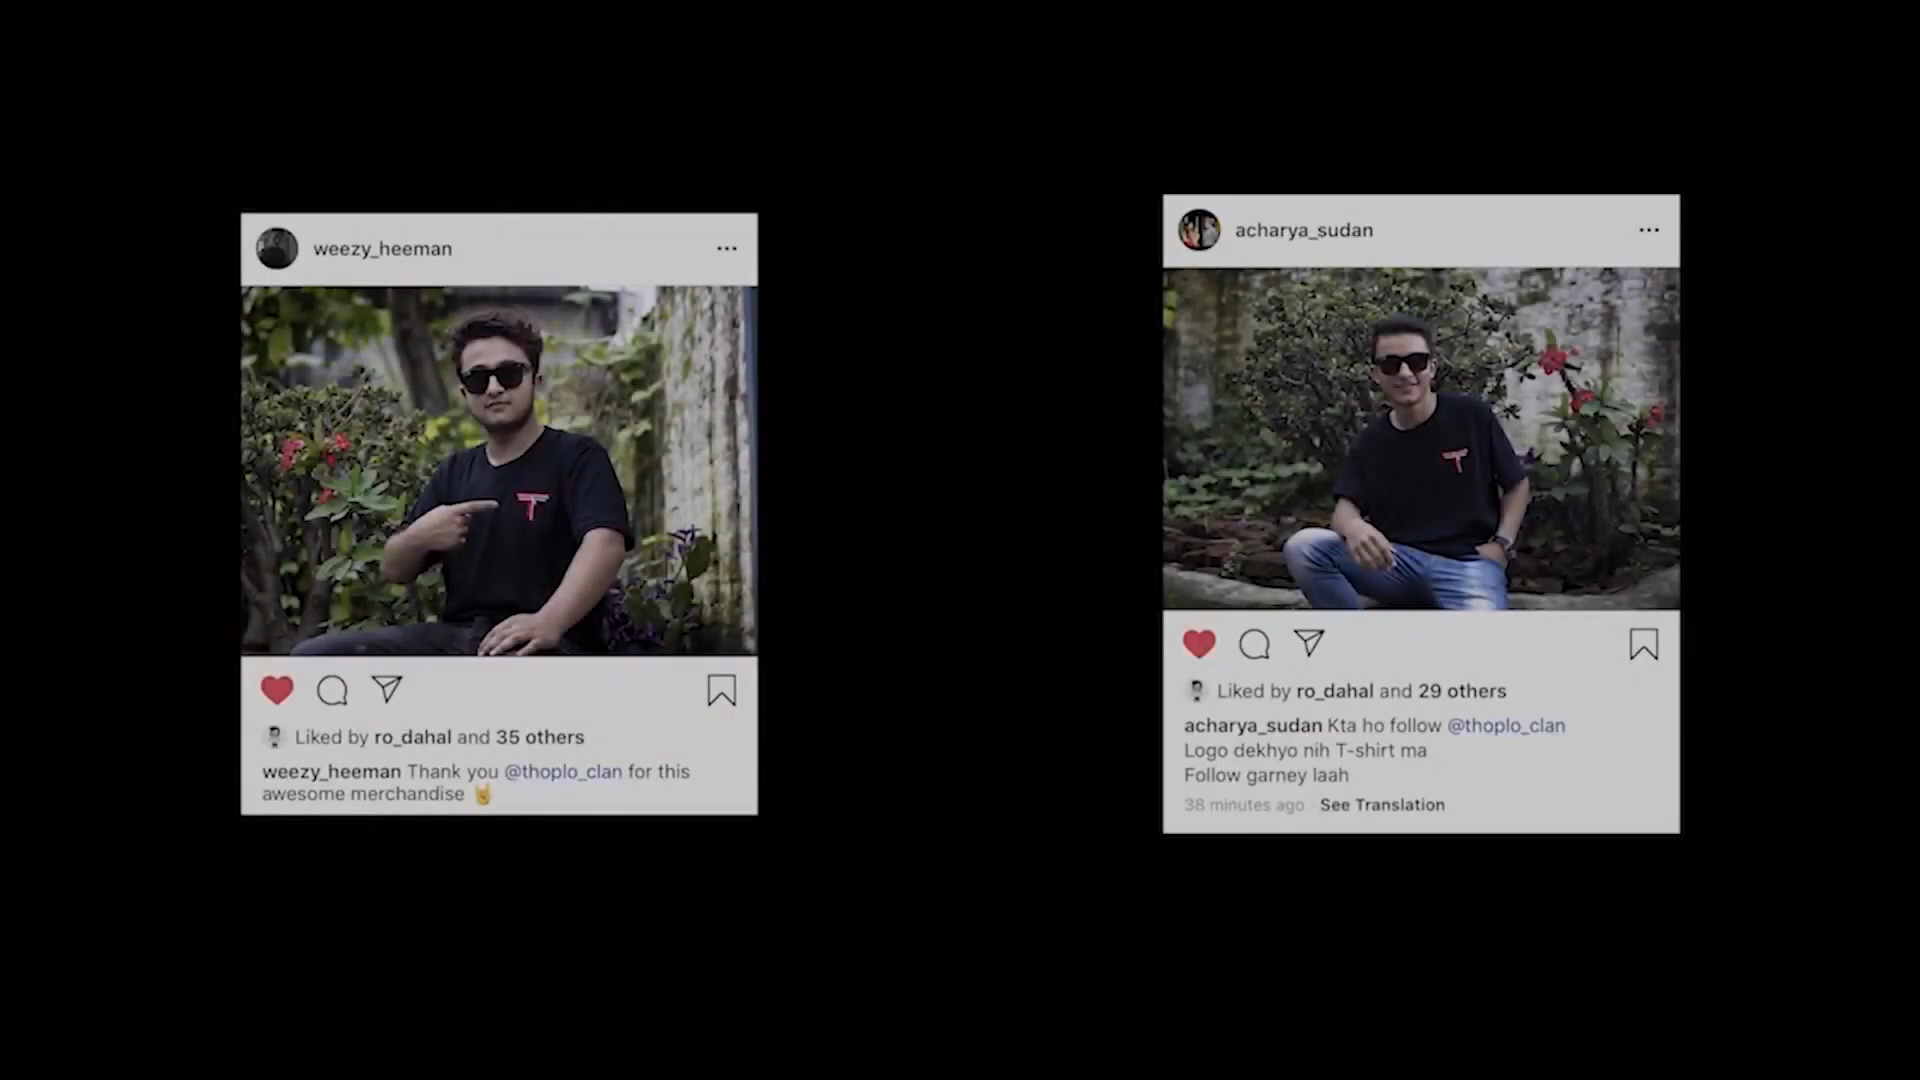 weezy_heeman
Liked by ro_dahal and 35 others
weezy_heeman Thank you @thoplo_clan for this
awesome merchandise 🤘
acharya_sudan
Liked by ro_dahal and 29 others
acharya_sudan Kta ho follow @thoplo_clan
Logo dekhyo nih T-shirt ma
Follow garney laah
38 minutes ago · See Translation